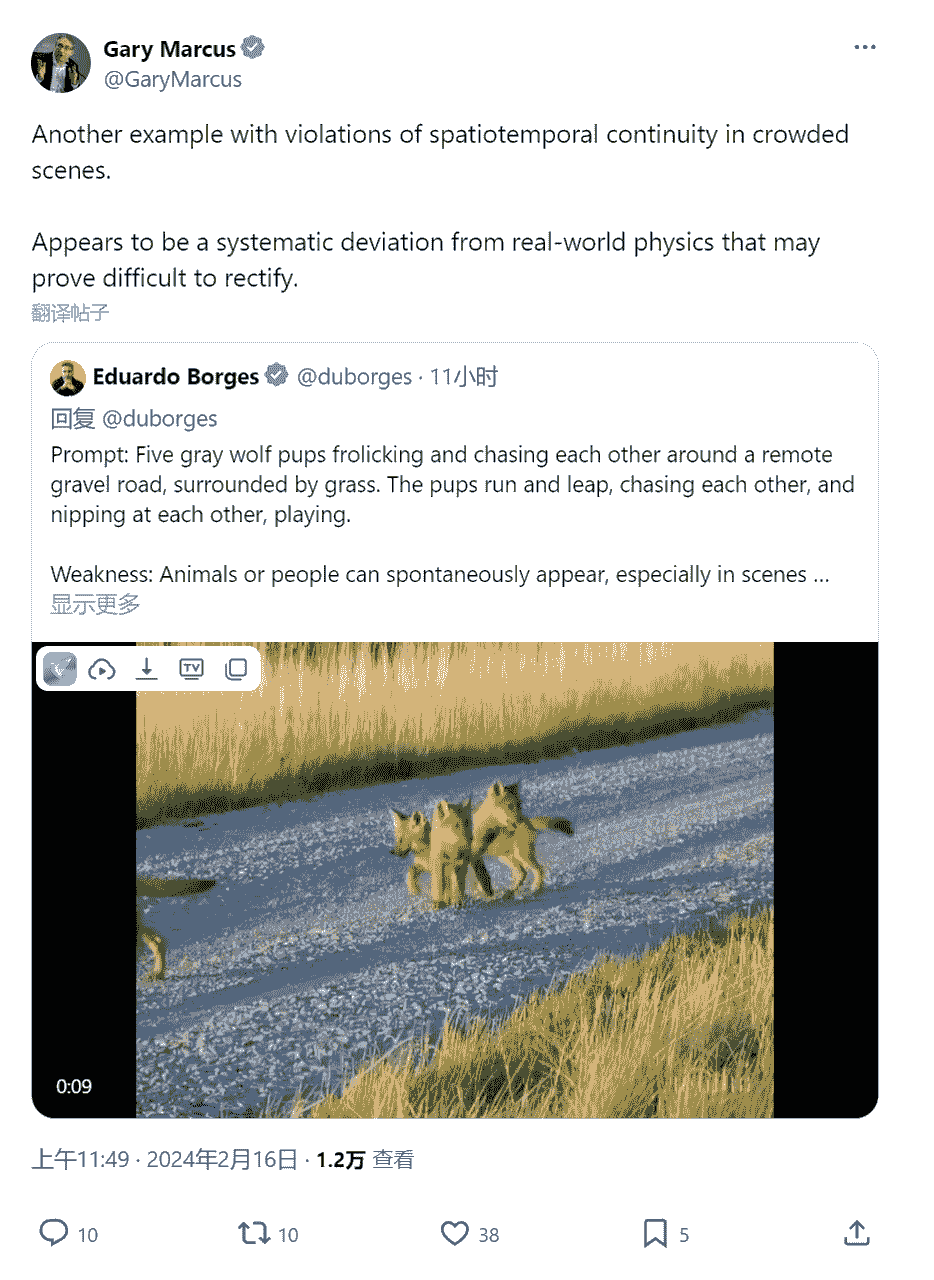 Gary Marcus
@GaryMarcus
Another example with violations of spatiotemporal continuity in crowded
scenes.
Appears to be a systematic deviation from real-world physics that may
prove difficult to rectify.
翻译帖子
Eduardo Borges @duborges · 11小时
回复 @duborges
Prompt: Five gray wolf pups frolicking and chasing each other around a remote
gravel road, surrounded by grass. The pups run and leap, chasing each other, and
nipping at each other, playing.
Weakness: Animals or people can spontaneously appear, especially in scenes ...
显示更多
TV
0:09
上午11:49 · 2024年2月16日 · 1.2万 查看
10 10 38 5